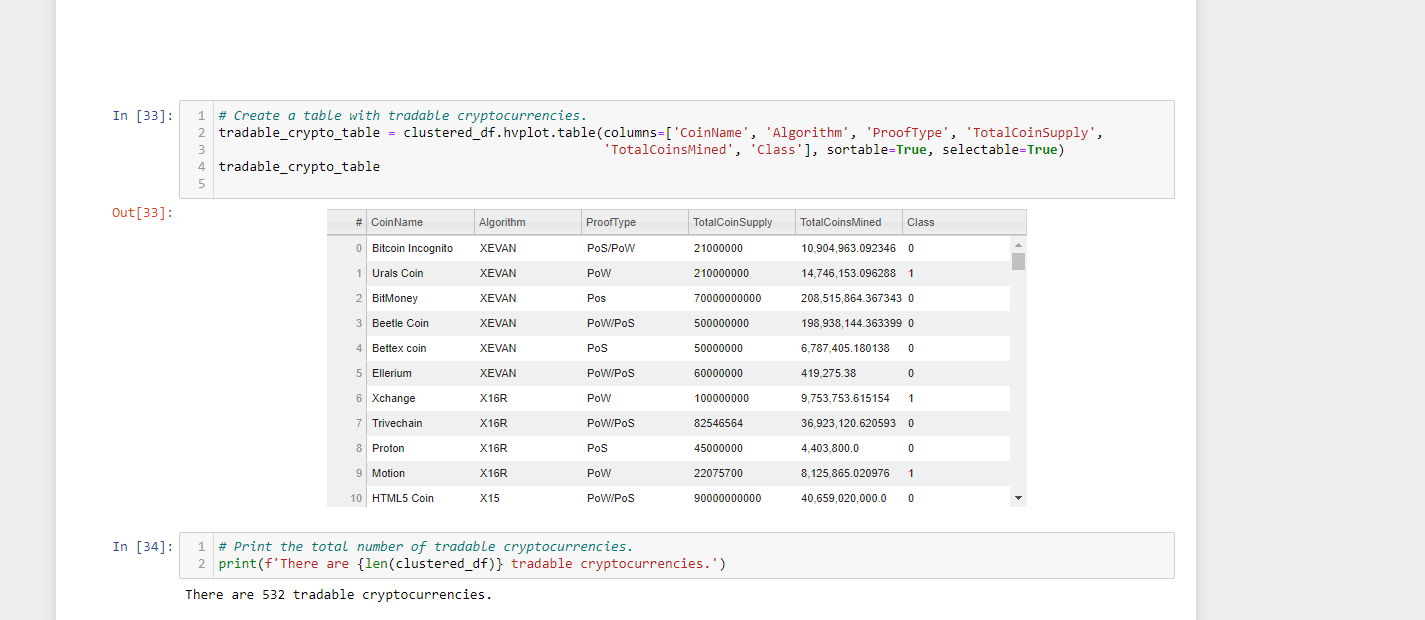 In [33]:
1 # Create a table with tradable cryptocurrencies.
2 tradable_crypto_table = clustered_df.hvplot.table(columns=['CoinName', 'Algorithm', 'ProofType', 'TotalCoinSupply',
3 'TotalCoinsMined', 'Class'], sortable=True, selectable=True)
4 tradable_crypto_table
5
Out[33]:
# CoinName Algorithm ProofType TotalCoinSupply TotalCoinsMined Class
0 Bitcoin Incognito XEVAN PoS/PoW 21000000 10,904,963.092346 0
1 Urals Coin XEVAN PoW 210000000 14,746,153.096288 1
2 BitMoney XEVAN Pos 70000000000 208,515,864.367343 0
3 Beetle Coin XEVAN PoW/PoS 500000000 198,938,144.363399 0
4 Bettex coin XEVAN PoS 50000000 6,787,405.180138 0
5 Ellerium XEVAN PoW/PoS 60000000 419,275.38 0
6 Xchange X16R PoW 100000000 9,753,753.615154 1
7 Trivechain X16R PoW/PoS 82546564 36,923,120.620593 0
8 Proton X16R PoS 45000000 4,403,800.0 0
9 Motion X16R PoW 22075700 8,125,865.020976 1
10 HTML5 Coin X15 PoW/PoS 90000000000 40,659,020,000.0 0
In [34]:
1 # Print the total number of tradable cryptocurrencies.
2 print(f'There are {len(clustered_df)} tradable cryptocurrencies.')
There are 532 tradable cryptocurrencies.